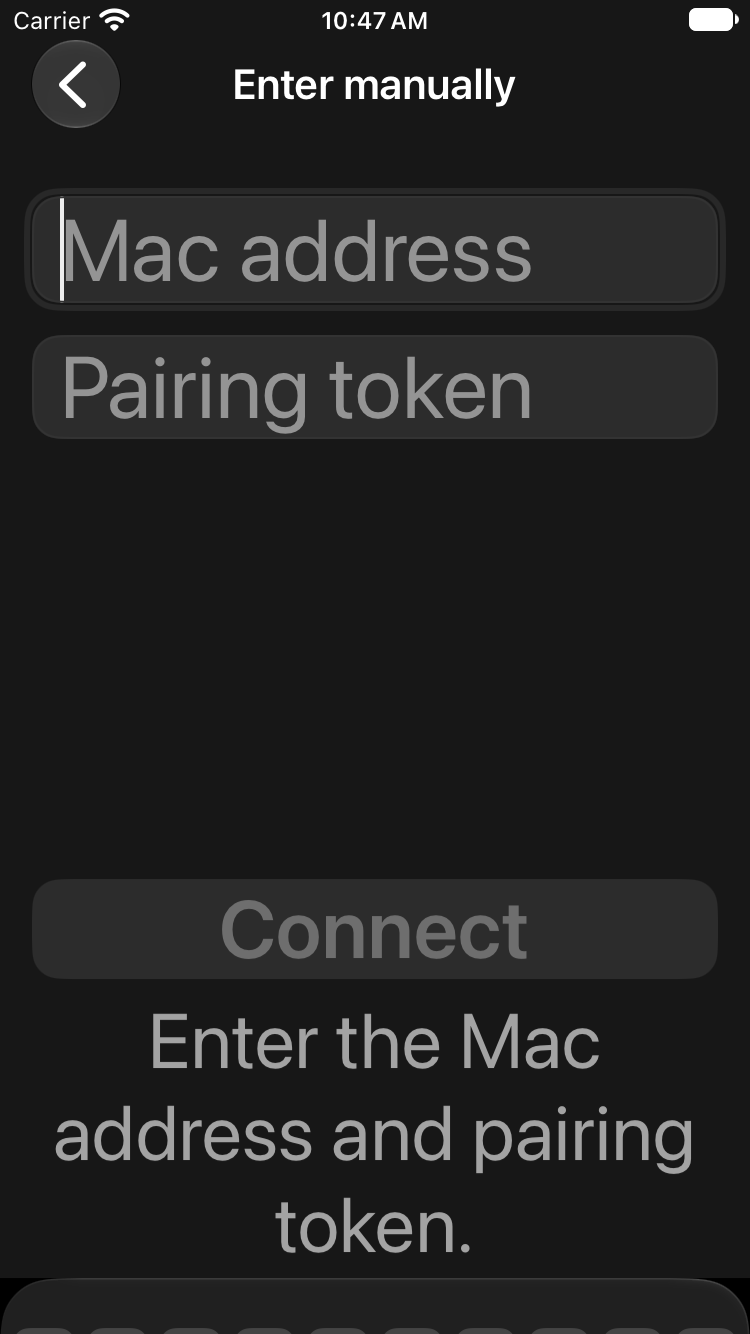 Carrier 10:47 AM
Enter manually
Mac address
Pairing token
Connect
Enter the Mac
address and pairing
token.